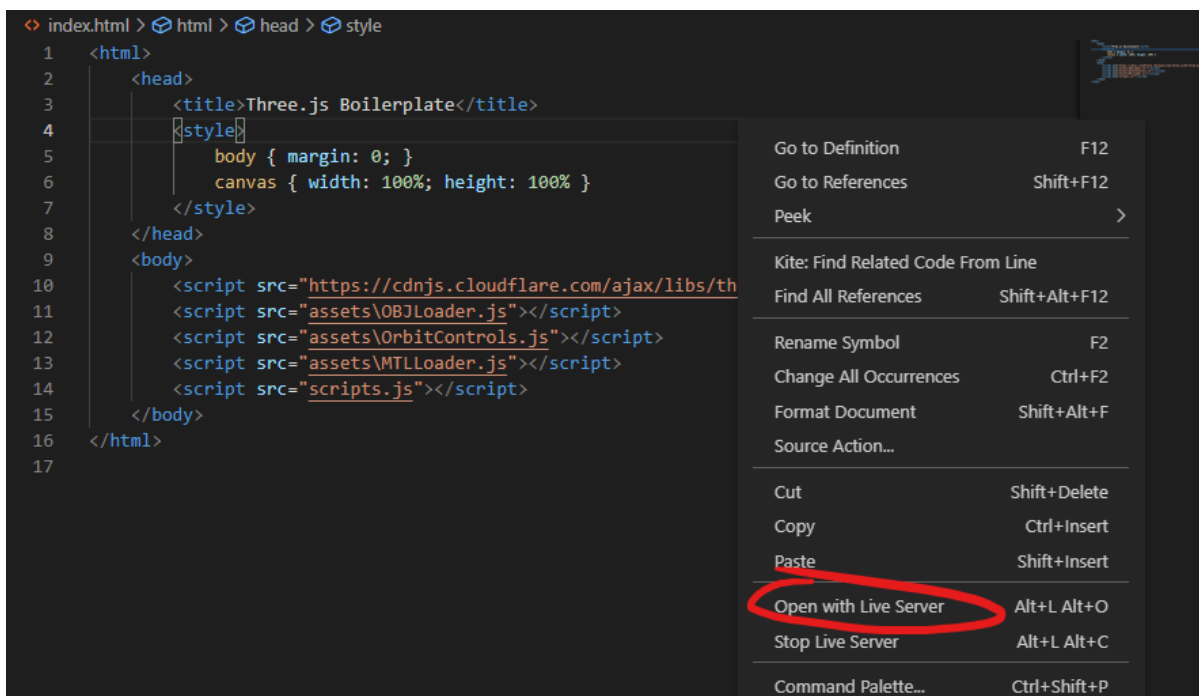 index.html > html > head > style
1 <html>
2 <head>
3 <title>Three.js Boilerplate</title>
4 <style>
5 body { margin: 0; }
6 canvas { width: 100%; height: 100% }
7 </style>
8 </head>
9 <body>
10 <script src="https://cdnjs.cloudflare.com/ajax/libs/th
11 <script src="assets\OBJLoader.js"></script>
12 <script src="assets\OrbitControls.js"></script>
13 <script src="assets\MTLLoader.js"></script>
14 <script src="scripts.js"></script>
15 </body>
16 </html>
17
Go to Definition F12
Go to References Shift+F12
Peek >
Kite: Find Related Code From Line
Find All References Shift+Alt+F12
Rename Symbol F2
Change All Occurrences Ctrl+F2
Format Document Shift+Alt+F
Source Action...
Cut Shift+Delete
Copy Ctrl+Insert
Paste Shift+Insert
Open with Live Server Alt+L Alt+O
Stop Live Server Alt+L Alt+C
Command Palette... Ctrl+Shift+P